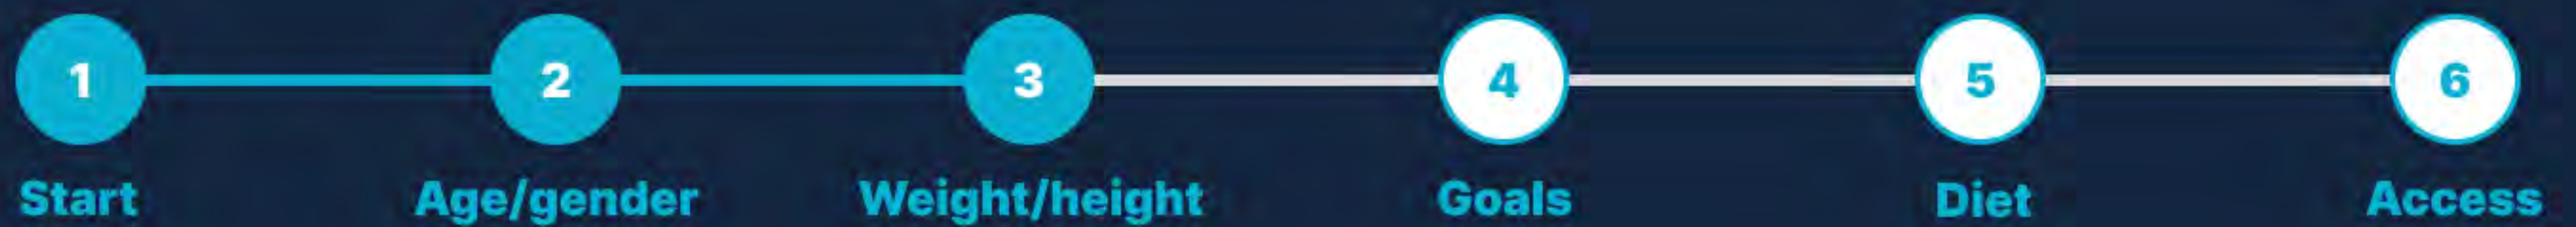 1 2 3 4 5 6
Start Age/gender Weight/height Goals Diet Access